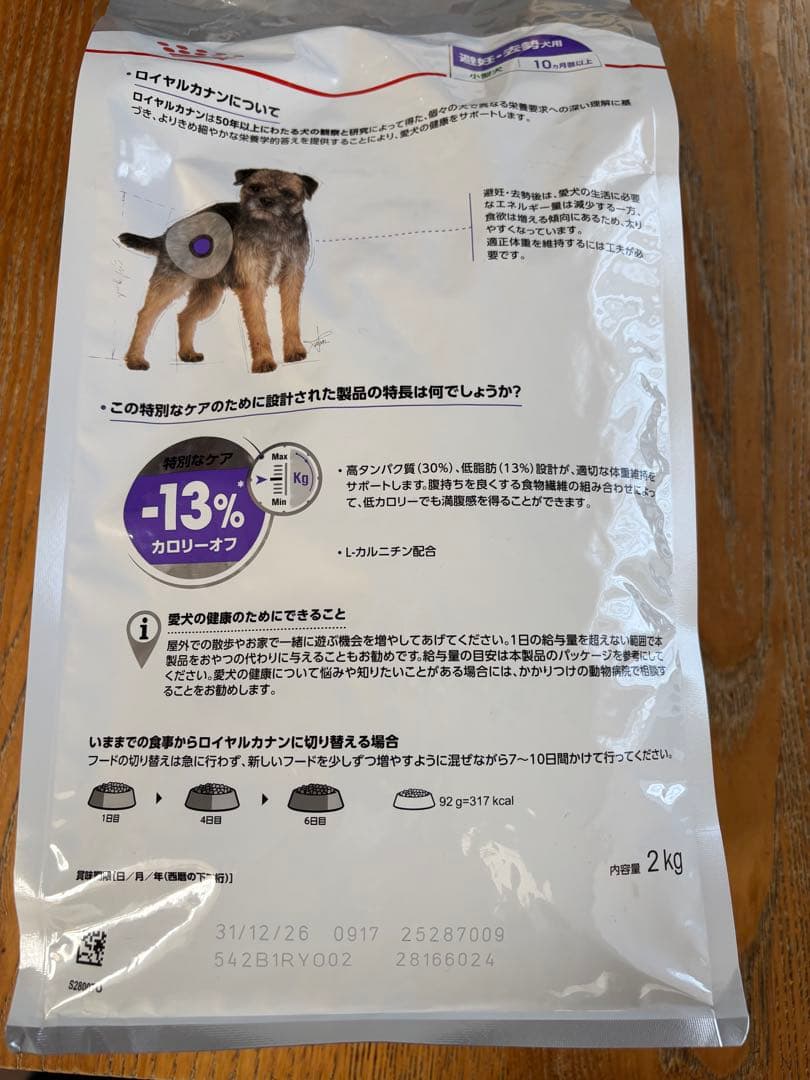 避妊・去勢犬用
小型犬 10ヵ月齢以上
・ロイヤルカナンについて
ロイヤルカナンは50年以上にわたる犬の観察と研究によって得た、個々の犬で異なる栄養要求への深い理解に基
づき、よりきめ細やかな栄養学的答えを提供することにより、愛犬の健康をサポートします。
避妊・去勢後は、愛犬の生活に必要
なエネルギー量は減少する一方、
食欲は増える傾向にあるため、太り
やすくなっています。
適正体重を維持するには工夫が必
要です。
・この特別なケアのために設計された製品の特長は何でしょうか?
特別なケア
-13%*
カロリーオフ
Max
Kg
Min
・高タンパク質(30%)、低脂肪(13%)設計が、適切な体重維持を
サポートします。腹持ちを良くする食物繊維の組み合わせによっ
て、低カロリーでも満腹感を得ることができます。
・L-カルニチン配合
i
愛犬の健康のためにできること
屋外での散歩やお家で一緒に遊ぶ機会を増やしてあげてください。1日の給与量を超えない範囲で本
製品をおやつの代わりに与えることもお勧めです。給与量の目安は本製品のパッケージを参考にして
ください。愛犬の健康について悩みや知りたいことがある場合には、かかりつけの動物病院で相談す
ることをお勧めします。
いままでの食事からロイヤルカナンに切り替える場合
フードの切り替えは急に行わず、新しいフードを少しずつ増やすように混ぜながら7〜10日間かけて行ってください。
1日目 4日目 6日目
92 g=317 kcal
内容量 2kg
賞味期限[日/月/年(西暦の下二桁)]
31/12/26 0917 25287009
542B1RY002 28166024